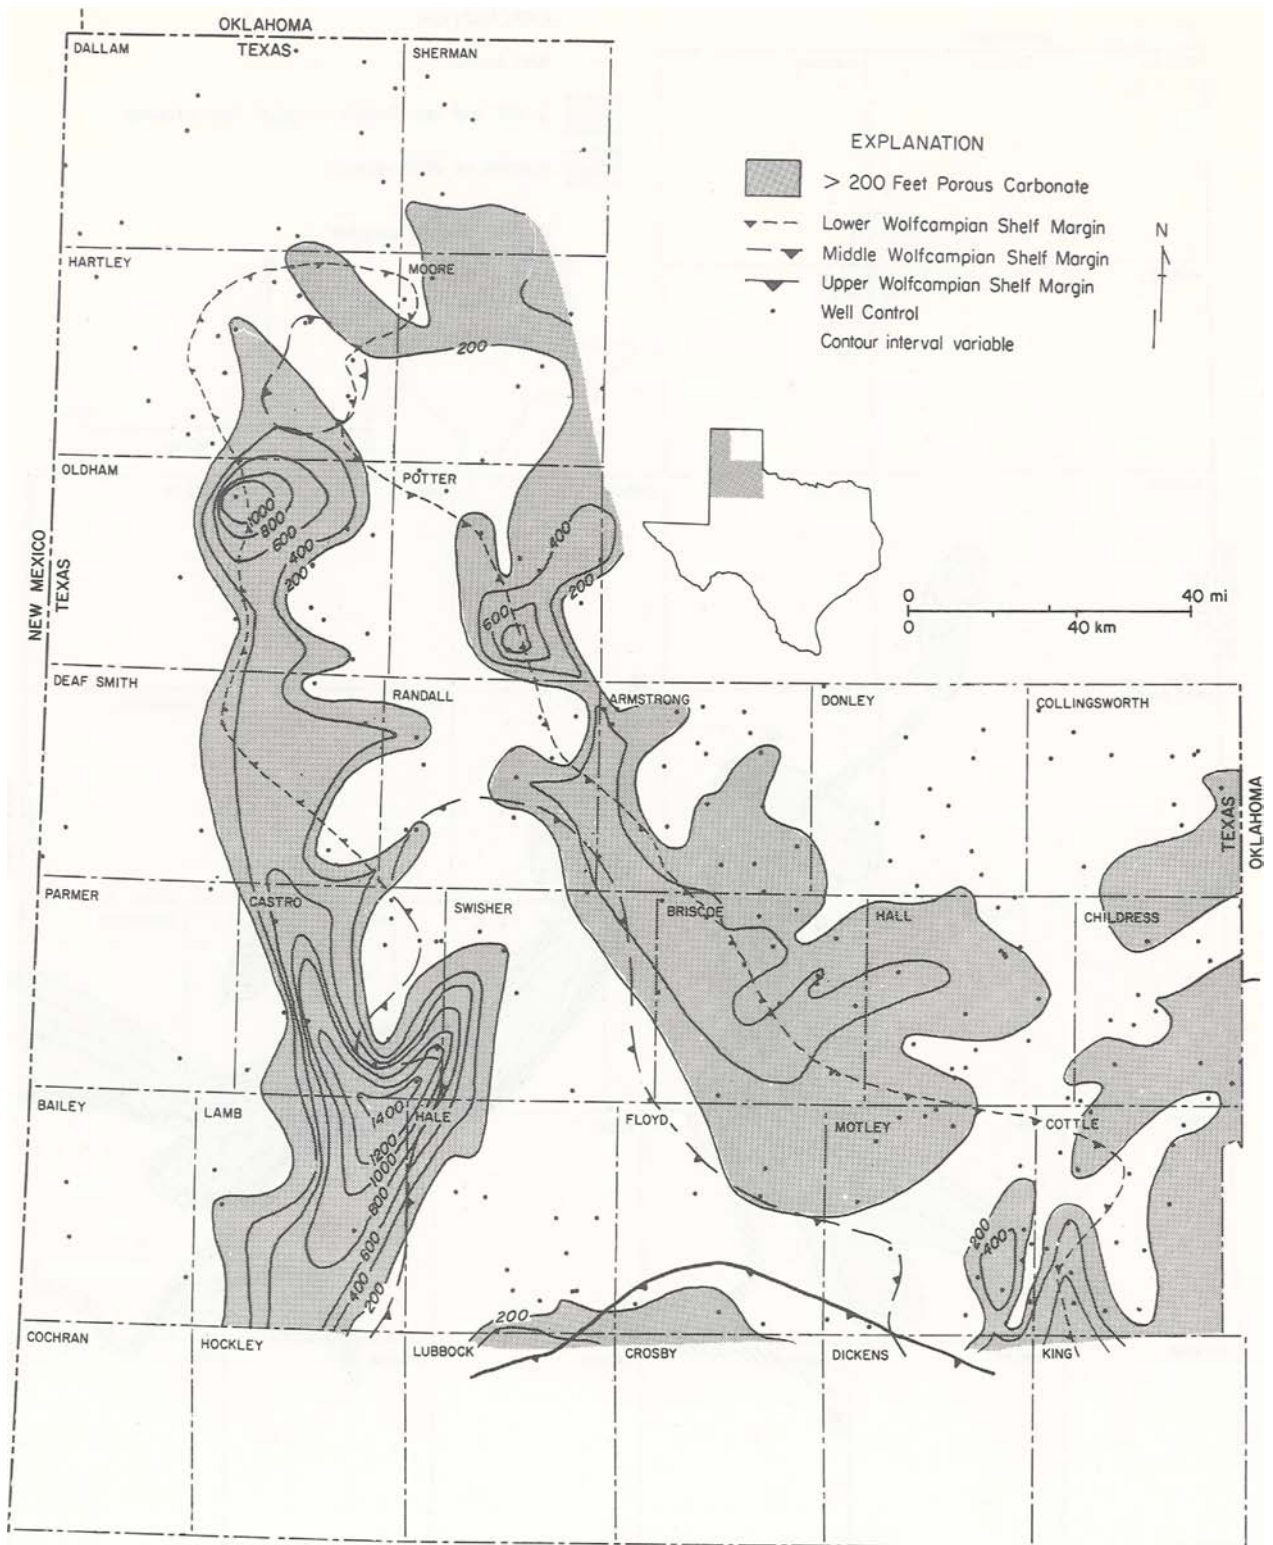 OKLAHOMA
TEXAS
DALLAM
SHERMAN
EXPLANATION
> 200 Feet Porous Carbonate
Lower Wolfcampian Shelf Margin
Middle Wolfcampian Shelf Margin
Upper Wolfcampian Shelf Margin
Well Control
Contour interval variable
N
HARTLEY
MOORE
200
OLDHAM
POTTER
1000
800
600
400
200
400
200
600
NEW MEXICO
TEXAS
0 40 mi
0 40 km
DEAF SMITH
RANDALL
ARMSTRONG
DONLEY
COLLINGSWORTH
TEXAS
OKLAHOMA
PARMER
CASTRO
SWISHER
BRISCOE
HALL
CHILDRESS
BAILEY
LAMB
HALE
FLOYD
MOTLEY
COTTLE
1400
1200
1000
800
600
400
200
200
400
200
COCHRAN
HOCKLEY
LUBBOCK
CROSBY
DICKENS
KING